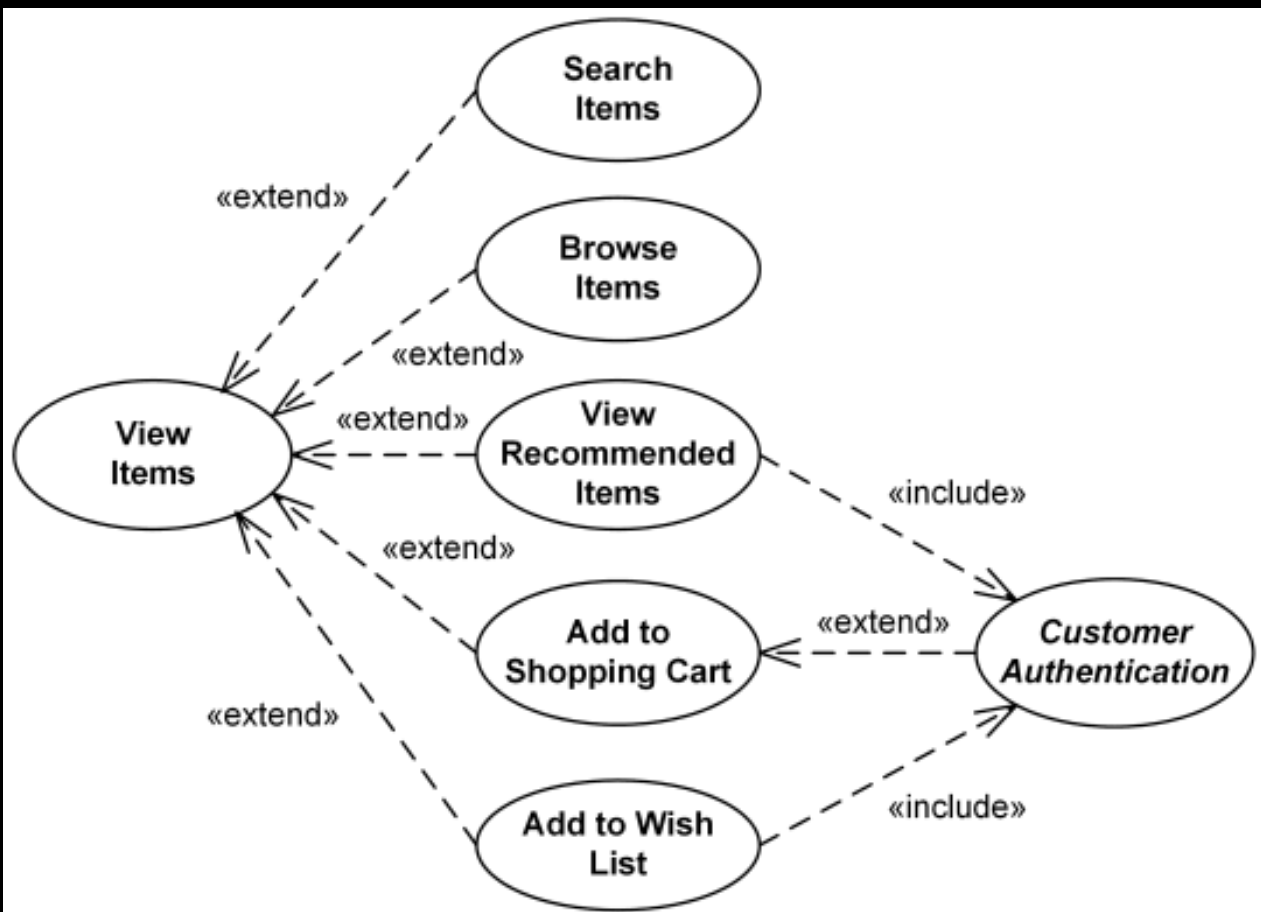 Search
Items
«extend»
Browse
Items
«extend»
View
Items
«extend»
View
Recommended
Items
«include»
«extend»
Add to
Shopping Cart
«extend»
Customer
Authentication
«extend»
Add to Wish
List
«include»